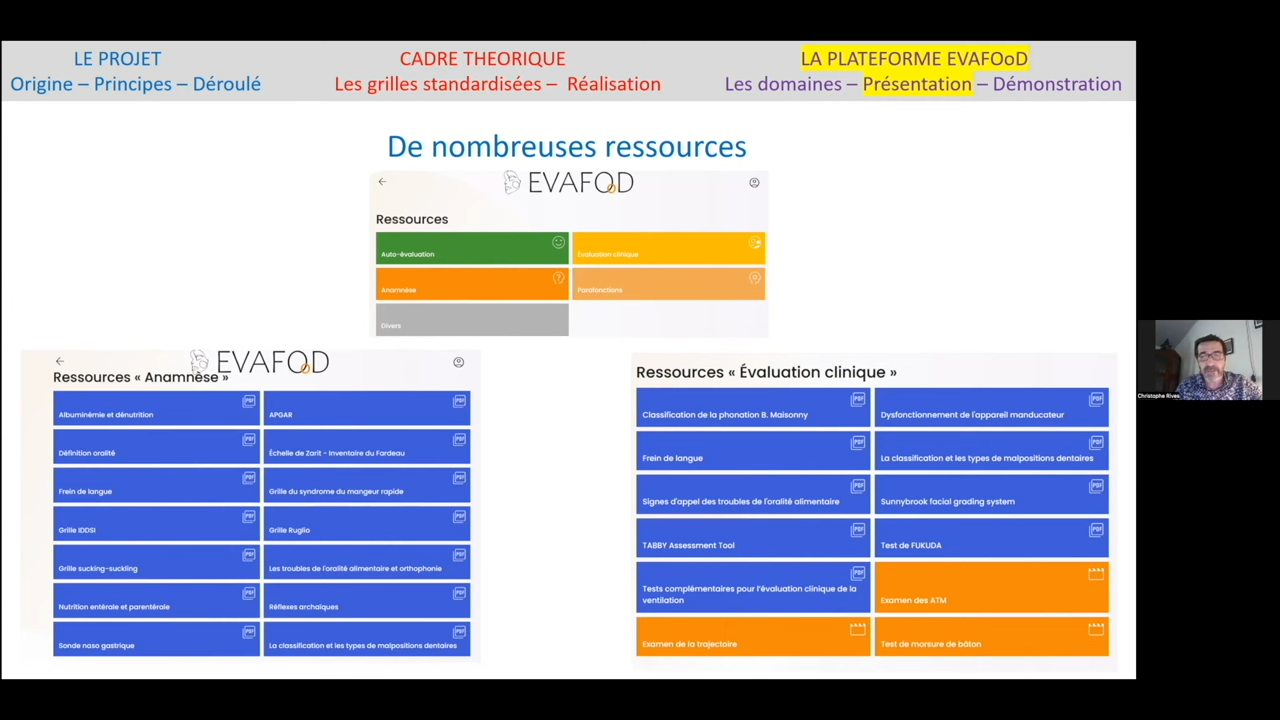 LE PROJET
Origine – Principes – Déroulé
CADRE THEORIQUE
Les grilles standardisées – Réalisation
LA PLATEFORME EVAFOoD
Les domaines – Présentation – Démonstration
De nombreuses ressources
EVAFOoD
Ressources
Auto-évaluation
Évaluation clinique
Anamnèse
Parafonctions
Divers
EVAFOoD
Ressources « Anamnèse »
Albuminémie et dénutrition
APGAR
Définition oralité
Échelle de Zarit - Inventaire du Fardeau
Frein de langue
Grille du syndrome du mangeur rapide
Grille IDDSI
Grille Ruglio
Grille sucking-suckling
Les troubles de l'oralité alimentaire et orthophonie
Nutrition entérale et parentérale
Réflexes archaïques
Sonde naso gastrique
La classification et les types de malpositions dentaires
Ressources « Évaluation clinique »
Classification de la phonation B. Maisonny
Dysfonctionnement de l'appareil manducateur
Frein de langue
La classification et les types de malpositions dentaires
Signes d'appel des troubles de l'oralité alimentaire
Sunnybrook facial grading system
TABBY Assessment Tool
Test de FUKUDA
Tests complémentaires pour l'évaluation clinique de la
ventilation
Examen des ATM
Examen de la trajectoire
Test de morsure de bâton
Christophe Rives